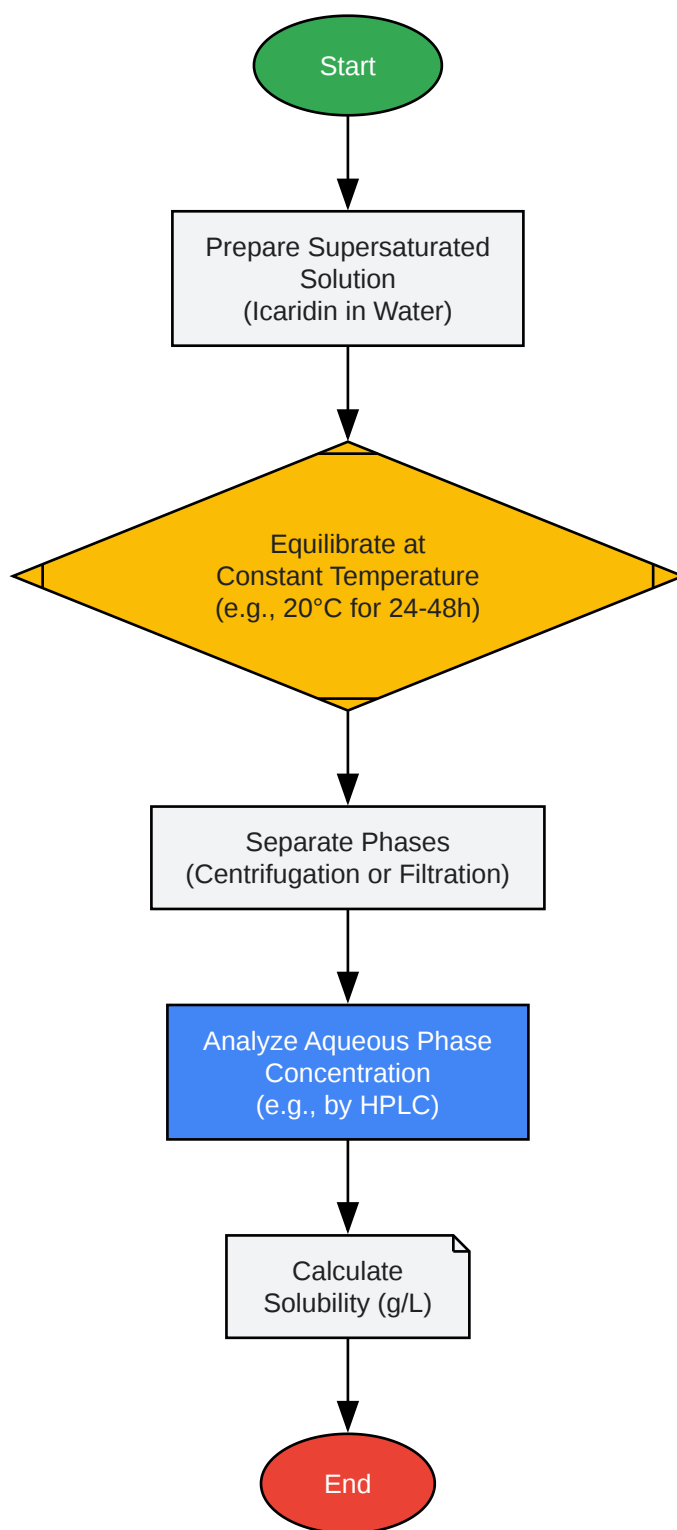 Start
Prepare Supersaturated
Solution
(Icaridin in Water)
Equilibrate at
Constant Temperature
(e.g., 20°C for 24-48h)
Separate Phases
(Centrifugation or Filtration)
Analyze Aqueous Phase
Concentration
(e.g., by HPLC)
Calculate
Solubility (g/L)
End